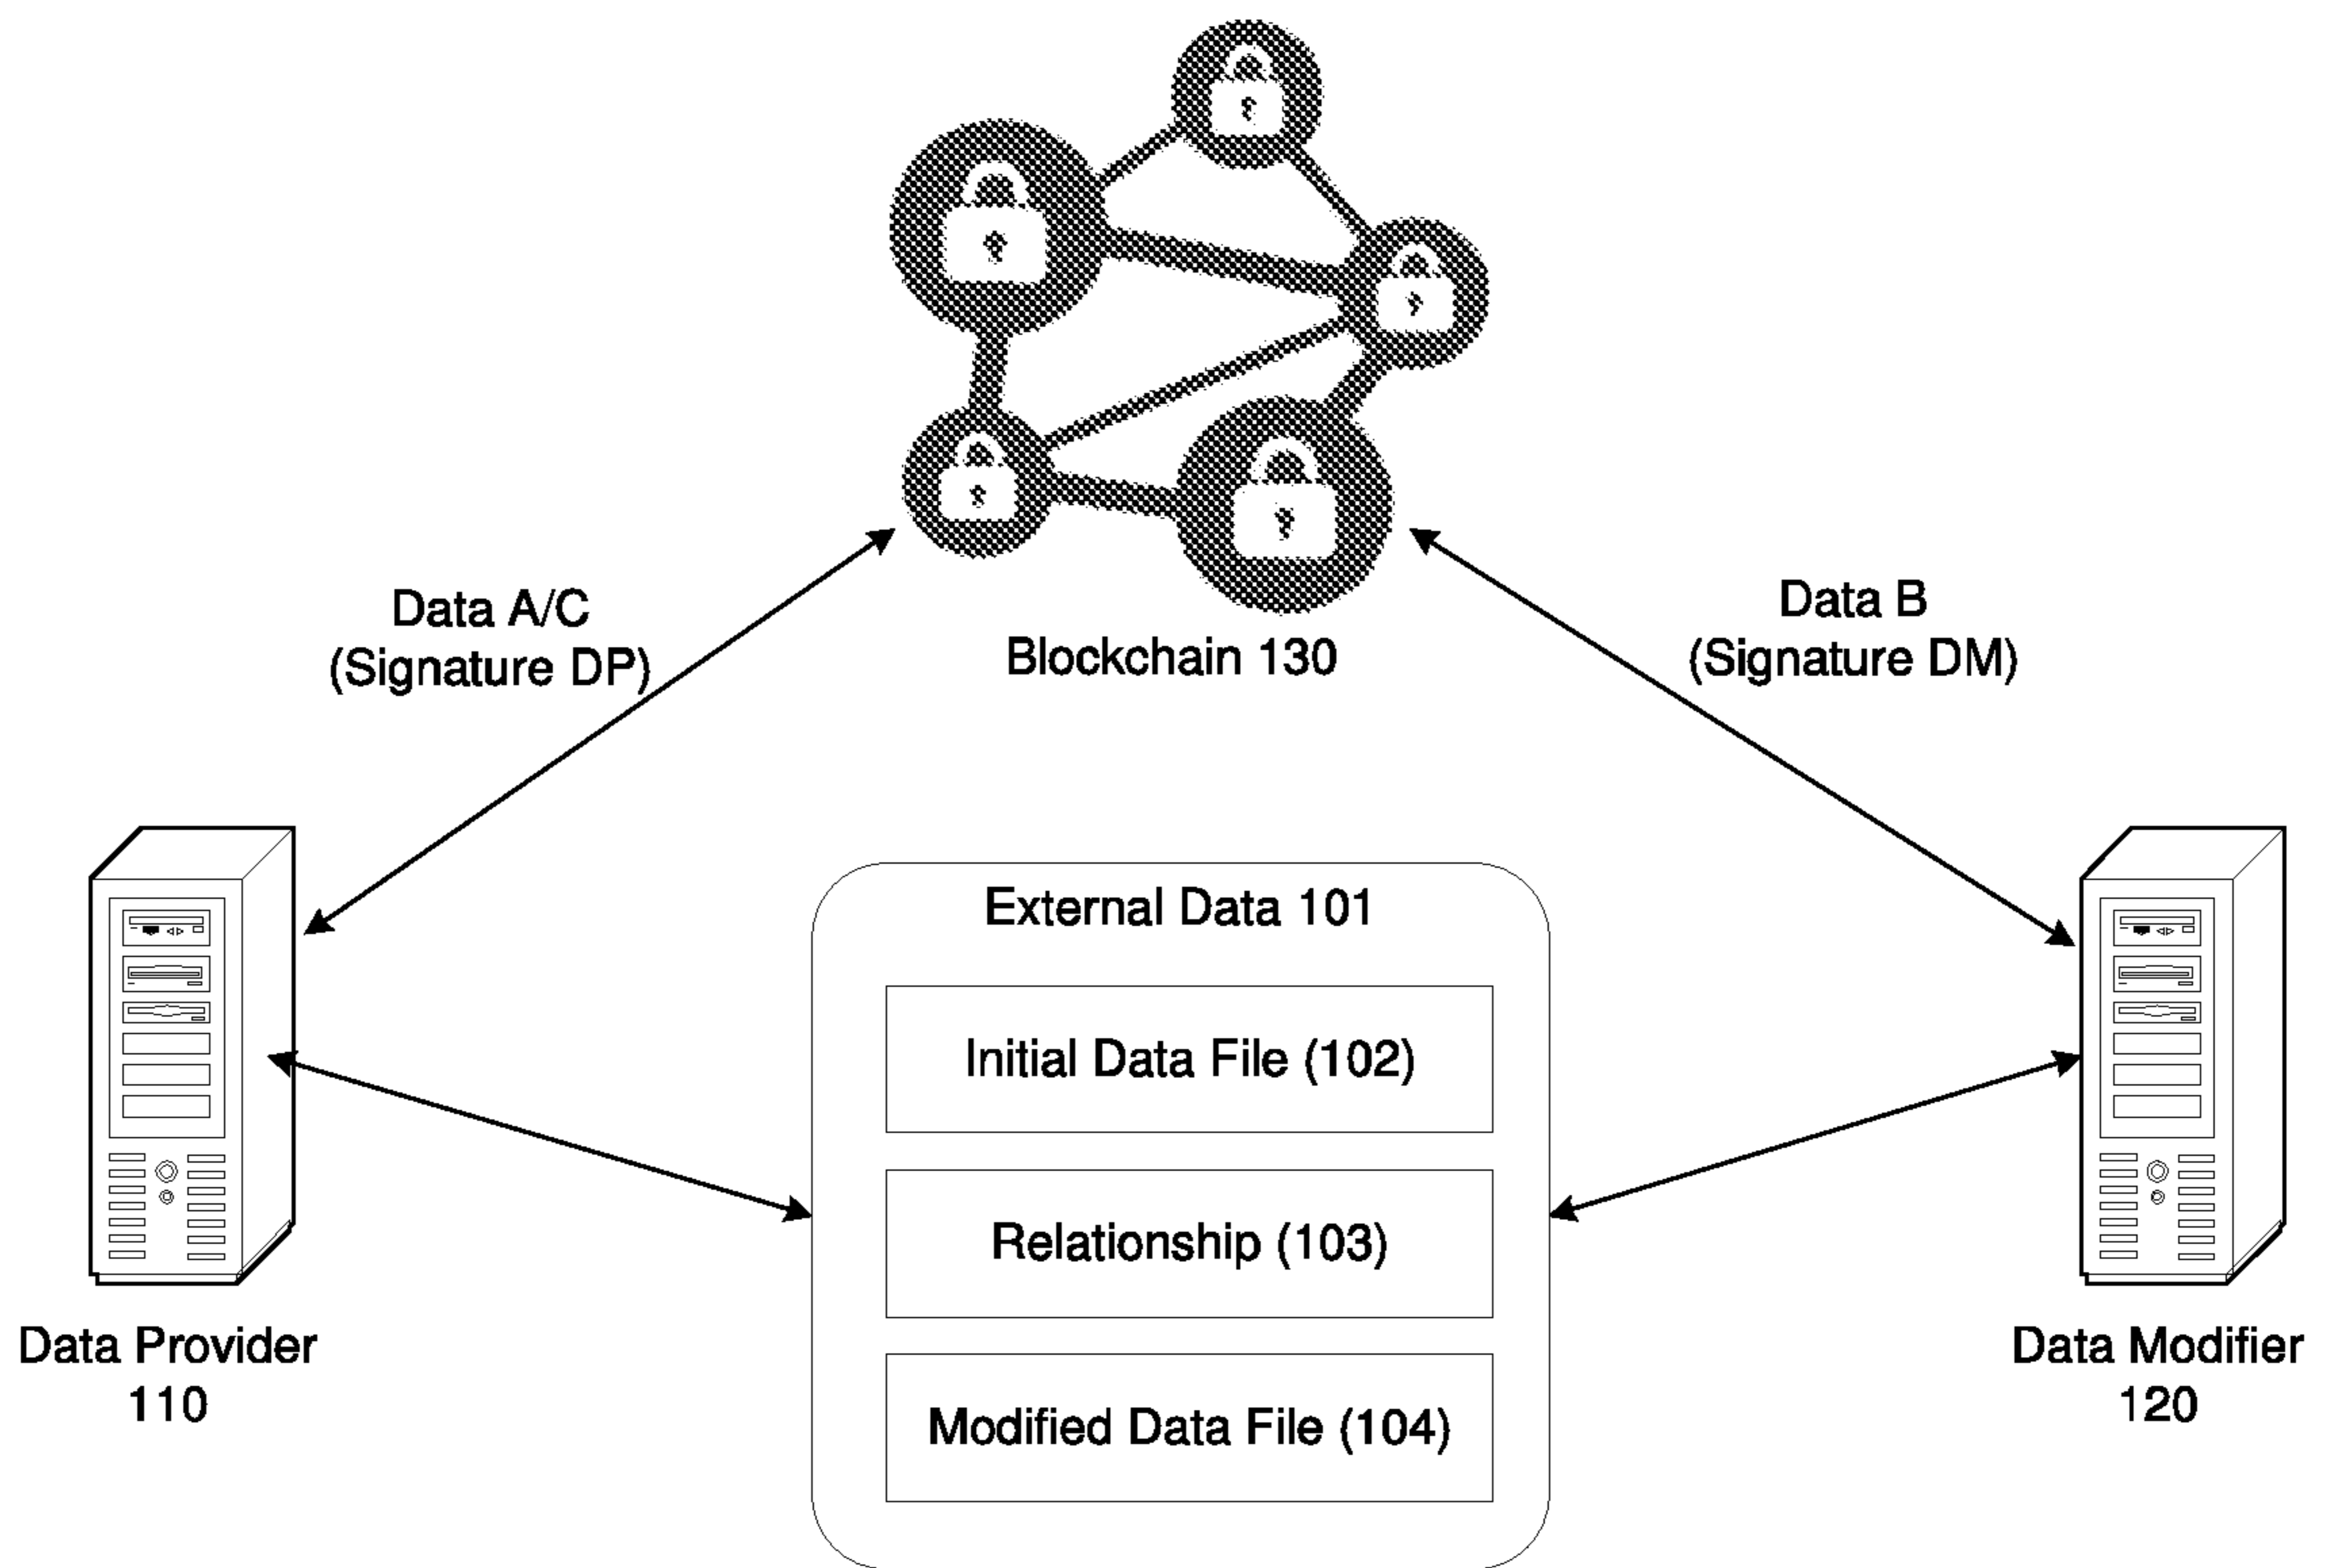 Data A/C
(Signature DP)
Blockchain 130
Data B
(Signature DM)
External Data 101
Initial Data File (102)
Relationship (103)
Modified Data File (104)
Data Provider
110
Data Modifier
120